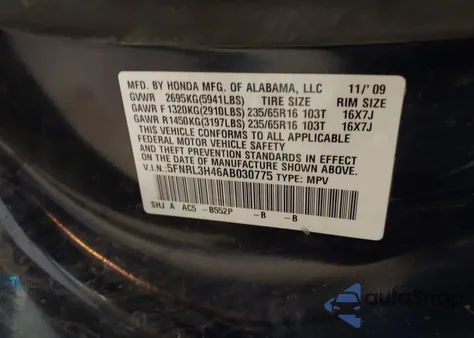 MFD. BY HONDA MFG. OF ALABAMA, LLC 11/'09
GVWR 2695KG(5941LBS) TIRE SIZE RIM SIZE
GAWR F 1320KG(2910LBS) 235/65R16 103T 16X7J
GAWR R1450KG(3197LBS) 235/65R16 103T 16X7J
THIS VEHICLE CONFORMS TO ALL APPLICABLE
FEDERAL MOTOR VEHICLE SAFETY
AND THEFT PREVENTION STANDARDS IN EFFECT
ON THE DATE OF MANUFACTURE SHOWN ABOVE.
V.I.N.:5FNRL3H46AB030775 TYPE: MPV
SHJ A AC5 -B552P -B -B
autoSnap